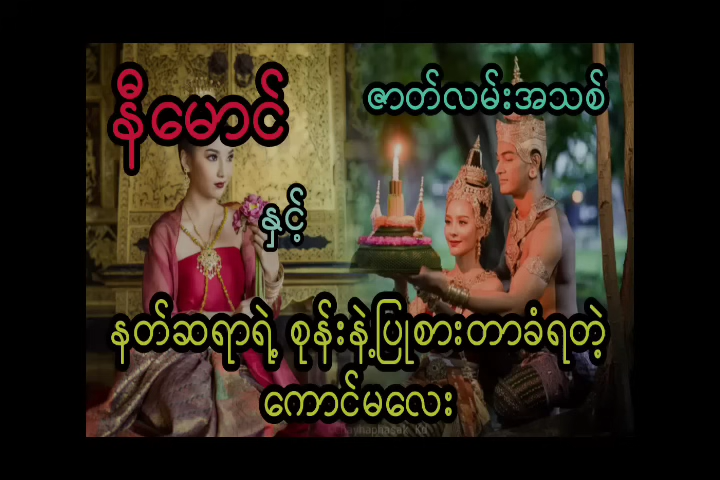 နီမောင်
ဇာတ်လမ်းအသစ်
နှင့်
နတ်ဆရာရဲ့ စုန်းနဲ့ပြုစားတာခံရတဲ့
ကောင်မလေး